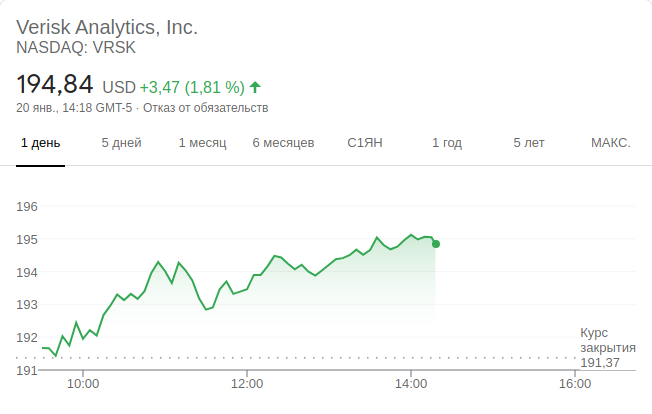 Verisk Analytics, Inc.
NASDAQ: VRSK
194,84 USD +3,47 (1,81 %)
20 янв., 14:18 GMT-5 · Отказ от обязательств
1 день 5 дней 1 месяц 6 месяцев С1ЯН 1 год 5 лет МАКС.
196
195
194
193
192
191
Курс
закрытия
191,37
10:00 12:00 14:00 16:00